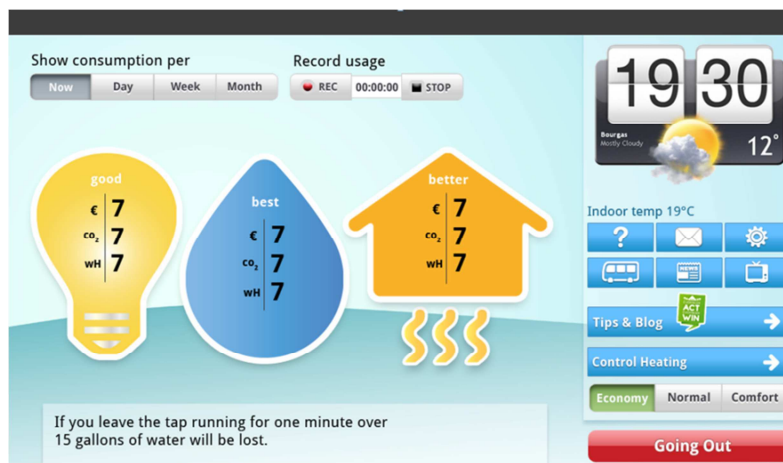 Show consumption per
Now Day Week Month
Record usage
REC 00:00:00 STOP
good
€ 7
co2 7
wH 7
best
€ 7
co2 7
wH 7
better
€ 7
co2 7
wH 7
If you leave the tap running for one minute over
15 gallons of water will be lost.
19 30
Bourgas
Mostly Cloudy
12°
Indoor temp 19°C
?
NEWS
Tips & Blog
ACT
WIN
Control Heating
Economy Normal Comfort
Going Out